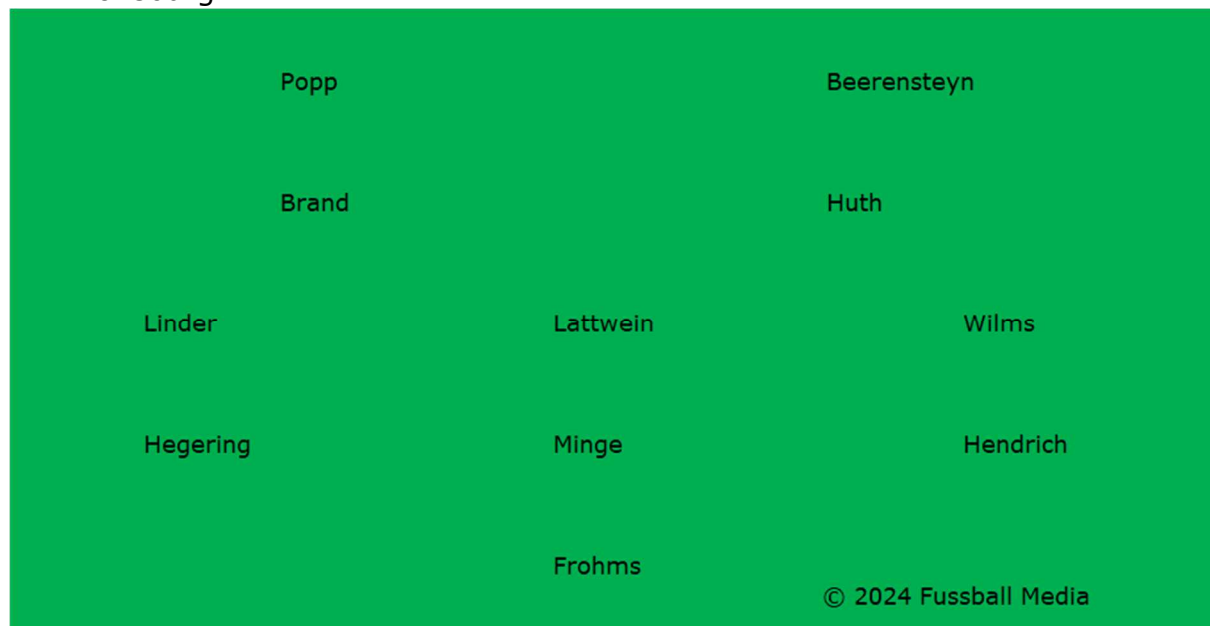 Popp Beerensteyn
Brand Huth
Linder Lattwein Wilms
Hegering Minge Hendrich
Frohms
© 2024 Fussball Media